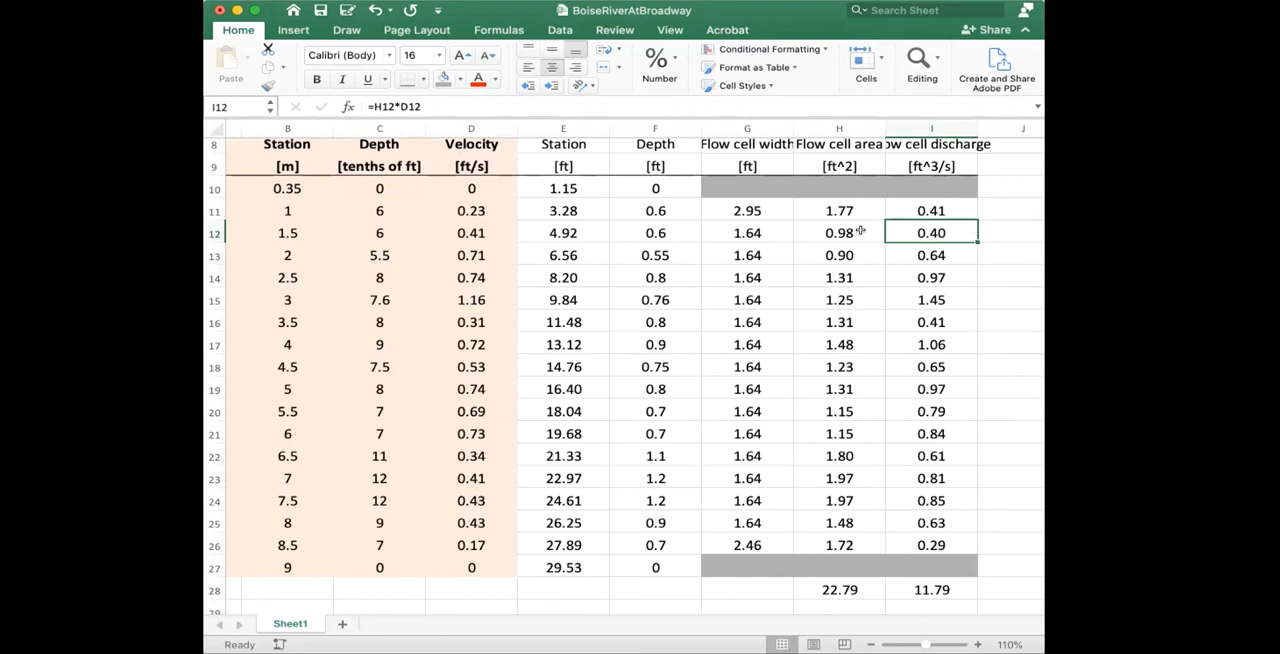 BoiseRiverAtBroadway
Search Sheet
Home Insert Draw Page Layout Formulas Data Review View Acrobat
Share
Paste
Calibri (Body) 16
A A
B I U A
% Number
Conditional Formatting
Format as Table
Cell Styles
Cells
Editing
Create and Share
Adobe PDF
I12 fx =H12*D12
B C D E F G H I J
8 Station Depth Velocity Station Depth Flow cell width Flow cell area ow cell discharge
9 [m] [tenths of ft] [ft/s] [ft] [ft] [ft] [ft^2] [ft^3/s]
10 0.35 0 0 1.15 0
11 1 6 0.23 3.28 0.6 2.95 1.77 0.41
12 1.5 6 0.41 4.92 0.6 1.64 0.98 0.40
13 2 5.5 0.71 6.56 0.55 1.64 0.90 0.64
14 2.5 8 0.74 8.20 0.8 1.64 1.31 0.97
15 3 7.6 1.16 9.84 0.76 1.64 1.25 1.45
16 3.5 8 0.31 11.48 0.8 1.64 1.31 0.41
17 4 9 0.72 13.12 0.9 1.64 1.48 1.06
18 4.5 7.5 0.53 14.76 0.75 1.64 1.23 0.65
19 5 8 0.74 16.40 0.8 1.64 1.31 0.97
20 5.5 7 0.69 18.04 0.7 1.64 1.15 0.79
21 6 7 0.73 19.68 0.7 1.64 1.15 0.84
22 6.5 11 0.34 21.33 1.1 1.64 1.80 0.61
23 7 12 0.41 22.97 1.2 1.64 1.97 0.81
24 7.5 12 0.43 24.61 1.2 1.64 1.97 0.85
25 8 9 0.43 26.25 0.9 1.64 1.48 0.63
26 8.5 7 0.17 27.89 0.7 2.46 1.72 0.29
27 9 0 0 29.53 0
28 22.79 11.79
29
Sheet1
Ready
110%